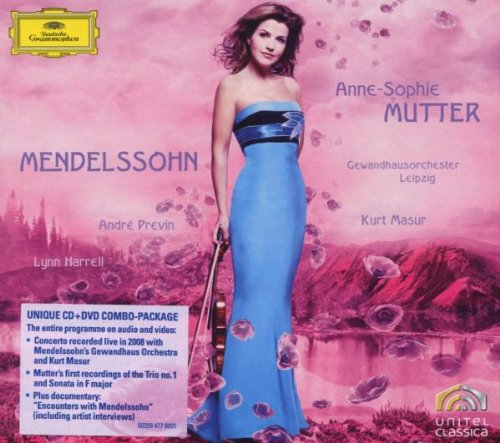 Deutsche
Grammophon
Anne-Sophie
MUTTER
MENDELSSOHN
Gewandhausorchester
Leipzig
André Previn
Kurt Masur
Lynn Harrell
UNIQUE CD+DVD COMBO-PACKAGE
The entire programme on audio and video:
• Concerto recorded live in 2008 with
Mendelssohn's Gewandhaus Orchestra
and Kurt Masur
• Mutter's first recordings of the Trio no.1
and Sonata in F major
• Plus documentary:
"Encounters with Mendelssohn"
(including artist interviews)
00289 477 8001
UNITEL
CLASSICA